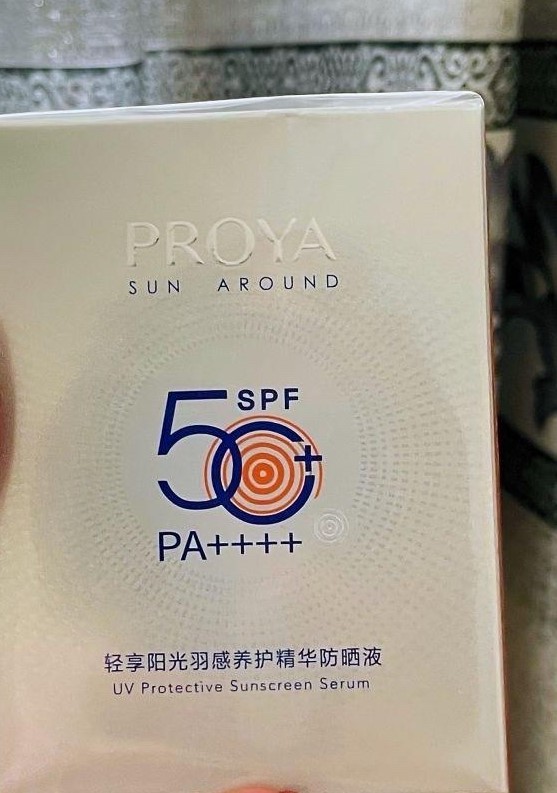 PROYA
SUN AROUND
SPF
50+
PA++++
轻享阳光羽感养护精华防晒液
UV Protective Sunscreen Serum